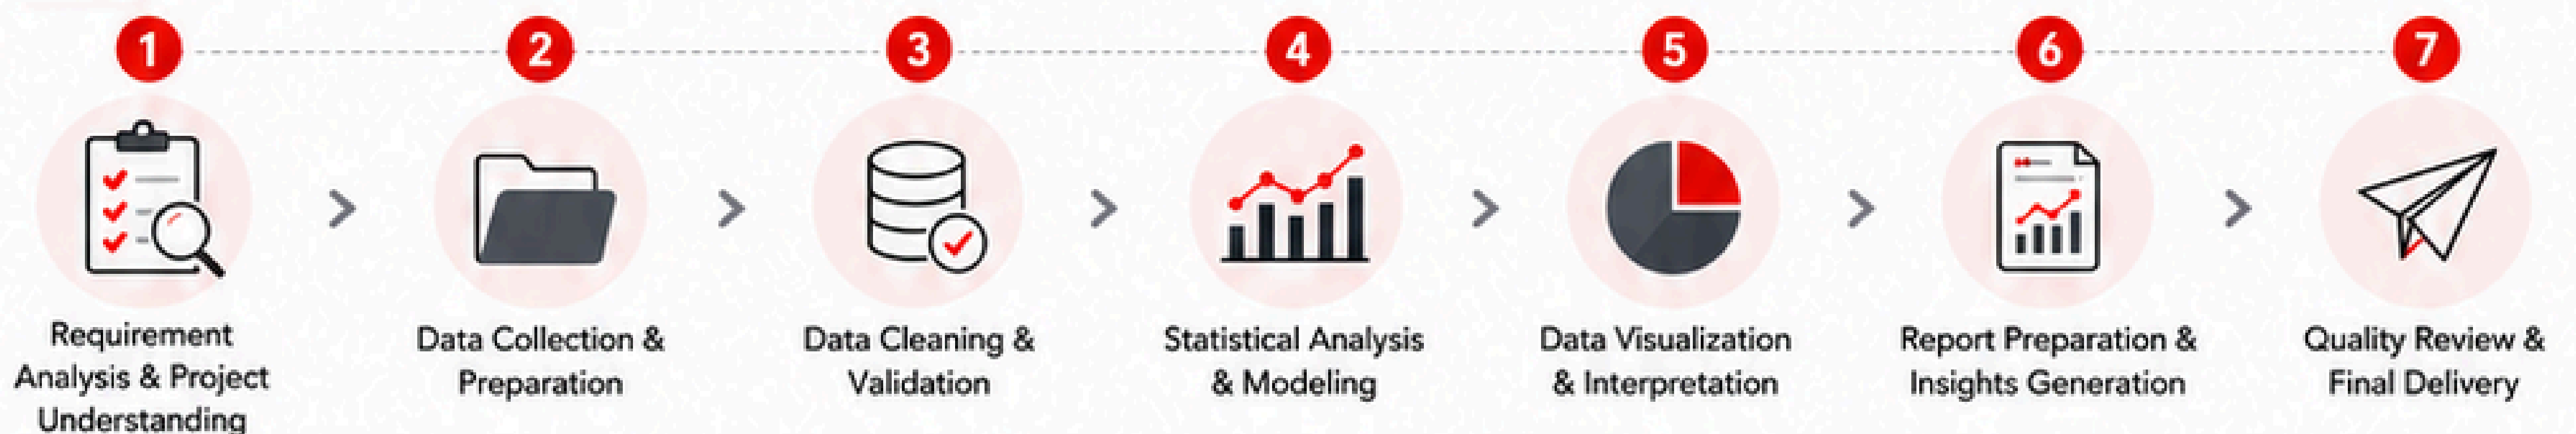 1
2
3
4
5
6
7
Requirement
Analysis & Project
Understanding
Data Collection &
Preparation
Data Cleaning &
Validation
Statistical Analysis
& Modeling
Data Visualization
& Interpretation
Report Preparation &
Insights Generation
Quality Review &
Final Delivery